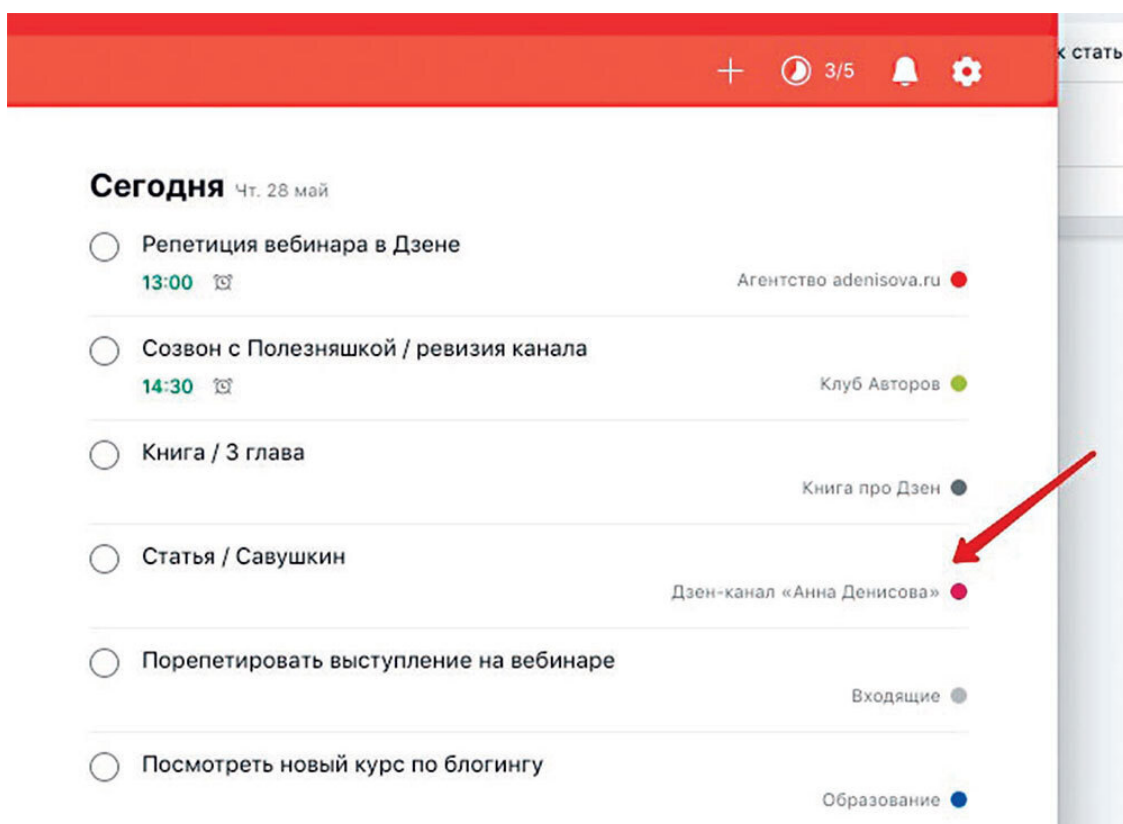 3/5
к стать
Сегодня Чт. 28 май
Репетиция вебинара в Дзене
13:00
Агентство adenisova.ru
Созвон с Полезняшкой / ревизия канала
14:30
Клуб Авторов
Книга / 3 глава
Книга про Дзен
Статья / Савушкин
Дзен-канал «Анна Денисова»
Порепетировать выступление на вебинаре
Входящие
Посмотреть новый курс по блогингу
Образование